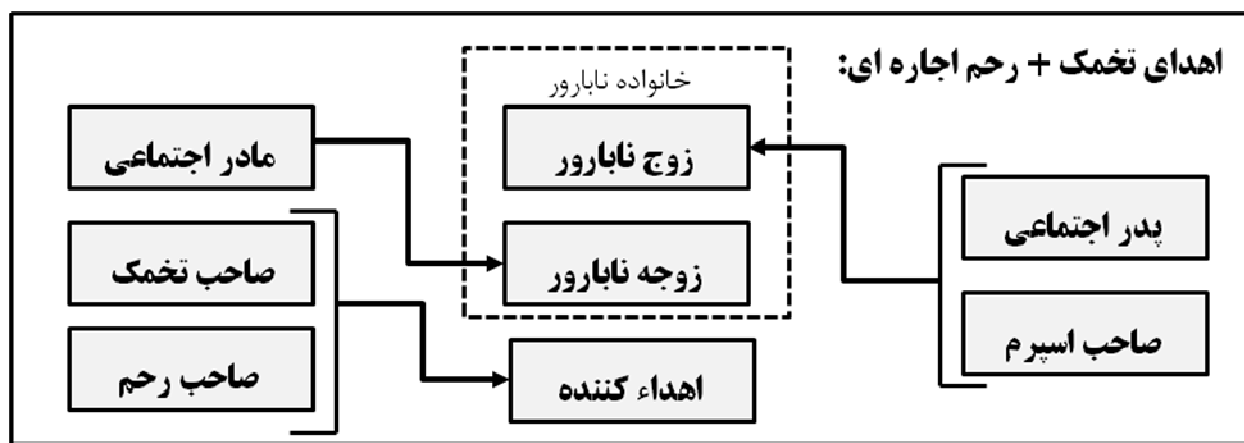 اهدای تخمک + رحم اجاره ای:
خانواده نابارور
زوج نابارور
مادر اجتماعی
پدر اجتماعی
زوجه نابارور
صاحب تخمک
صاحب اسپرم
اهداء کننده
صاحب رحم